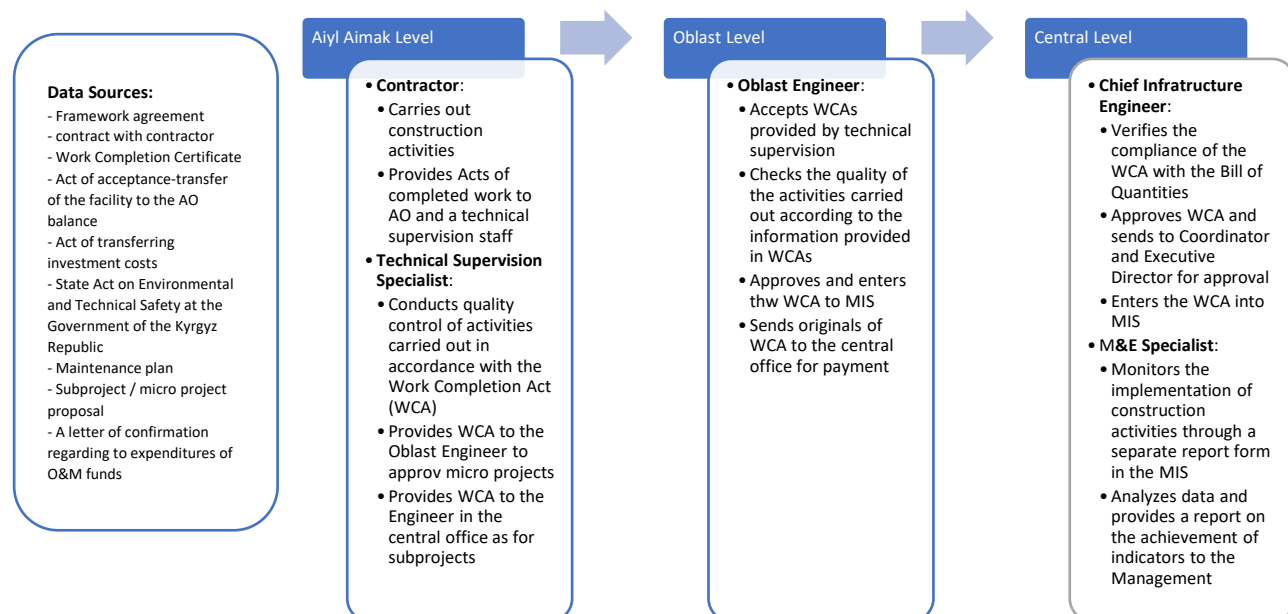 Data Sources:
- Framework agreement
- contract with contractor
- Work Completion Certificate
- Act of acceptance-transfer
of the facility to the AO
balance
- Act of transferring
investment costs
- State Act on Environmental
and Technical Safety at the
Government of the Kyrgyz
Republic
- Maintenance plan
- Subproject / micro project
proposal
- A letter of confirmation
regarding to expenditures of
O&M funds
Aiyl Aimak Level
• Contractor:
• Carries out
construction
activities
• Provides Acts of
completed work to
AO and a technical
supervision staff
• Technical Supervision
Specialist:
• Conducts quality
control of activities
carried out in
accordance with the
Work Completion Act
(WCA)
• Provides WCA to the
Oblast Engineer to
approv micro projects
• Provides WCA to the
Engineer in the
central office as for
subprojects
Oblast Level
• Oblast Engineer:
• Accepts WCAs
provided by technical
supervision
• Checks the quality of
the activities carried
out according to the
information provided
in WCAs
• Approves and enters
thw WCA to MIS
• Sends originals of
WCA to the central
office for payment
Central Level
• Chief Infratructure
Engineer:
• Verifies the
compliance of the
WCA with the Bill of
Quantities
• Approves WCA and
sends to Coordinator
and Executive
Director for approval
• Enters the WCA into
MIS
• M&E Specialist:
• Monitors the
implementation of
construction
activities through a
separate report form
in the MIS
• Analyzes data and
provides a report on
the achievement of
indicators to the
Management